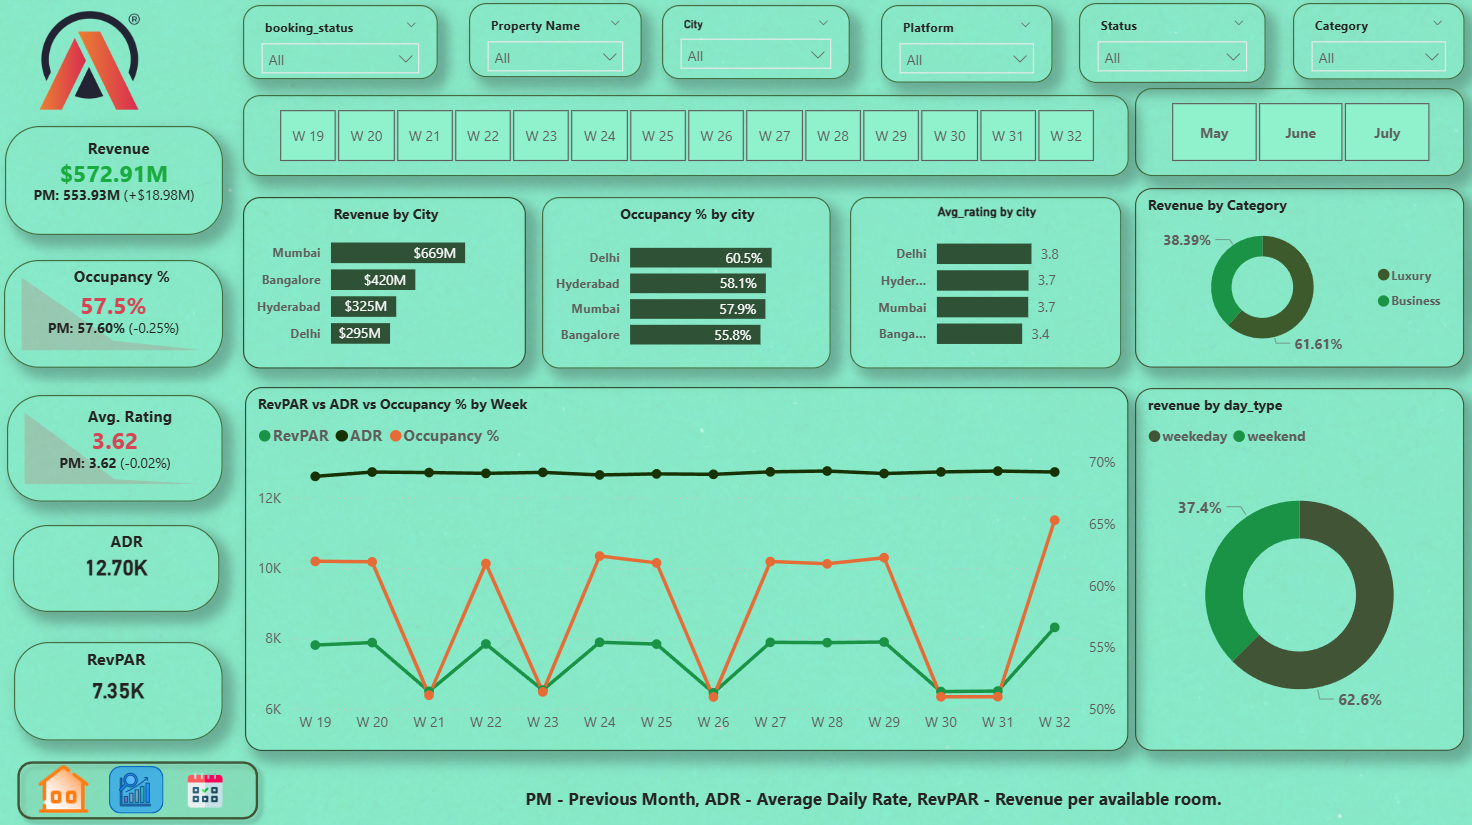 ®
booking_status
All
Property Name
All
City
All
Platform
All
Status
All
Category
All
W 19 W 20 W 21 W 22 W 23 W 24 W 25 W 26 W 27 W 28 W 29 W 30 W 31 W 32
May June July
Revenue
$572.91M
PM: 553.93M (+$18.98M)
Occupancy %
57.5%
PM: 57.60% (-0.25%)
Avg. Rating
3.62
PM: 3.62 (-0.02%)
ADR
12.70K
RevPAR
7.35K
Revenue by City
Mumbai $669M
Bangalore $420M
Hyderabad $325M
Delhi $295M
Occupancy % by city
Delhi 60.5%
Hyderabad 58.1%
Mumbai 57.9%
Bangalore 55.8%
Avg_rating by city
Delhi 3.8
Hyder... 3.7
Mumbai 3.7
Banga... 3.4
Revenue by Category
38.39%
Luxury
Business
61.61%
RevPAR vs ADR vs Occupancy % by Week
RevPAR ADR Occupancy %
70%
12K
65%
10K
60%
8K
55%
6K
50%
W 19 W 20 W 21 W 22 W 23 W 24 W 25 W 26 W 27 W 28 W 29 W 30 W 31 W 32
revenue by day_type
weekeday weekend
37.4%
62.6%
PM - Previous Month, ADR - Average Daily Rate, RevPAR - Revenue per available room.